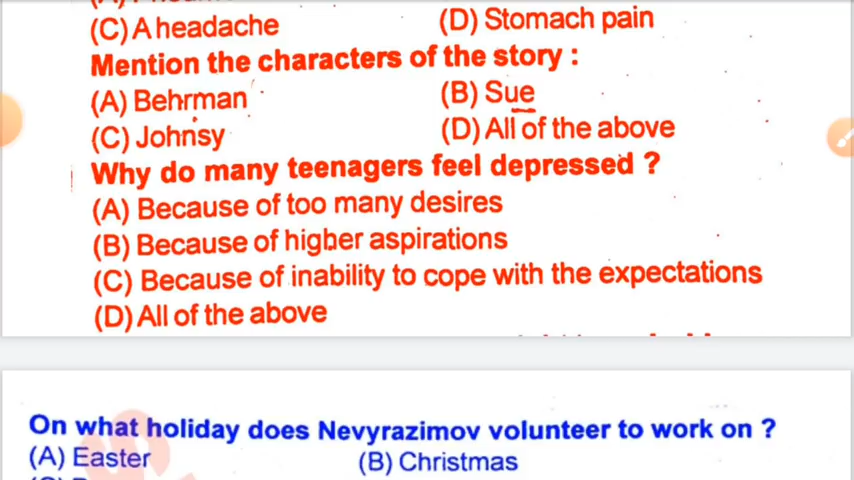 (C) A headache (D) Stomach pain
Mention the characters of the story :
(A) Behrman (B) Sue
(C) Johnsy (D) All of the above
Why do many teenagers feel depressed ?
(A) Because of too many desires
(B) Because of higher aspirations
(C) Because of inability to cope with the expectations
(D) All of the above
On what holiday does Nevyrazimov volunteer to work on ?
(A) Easter (B) Christmas